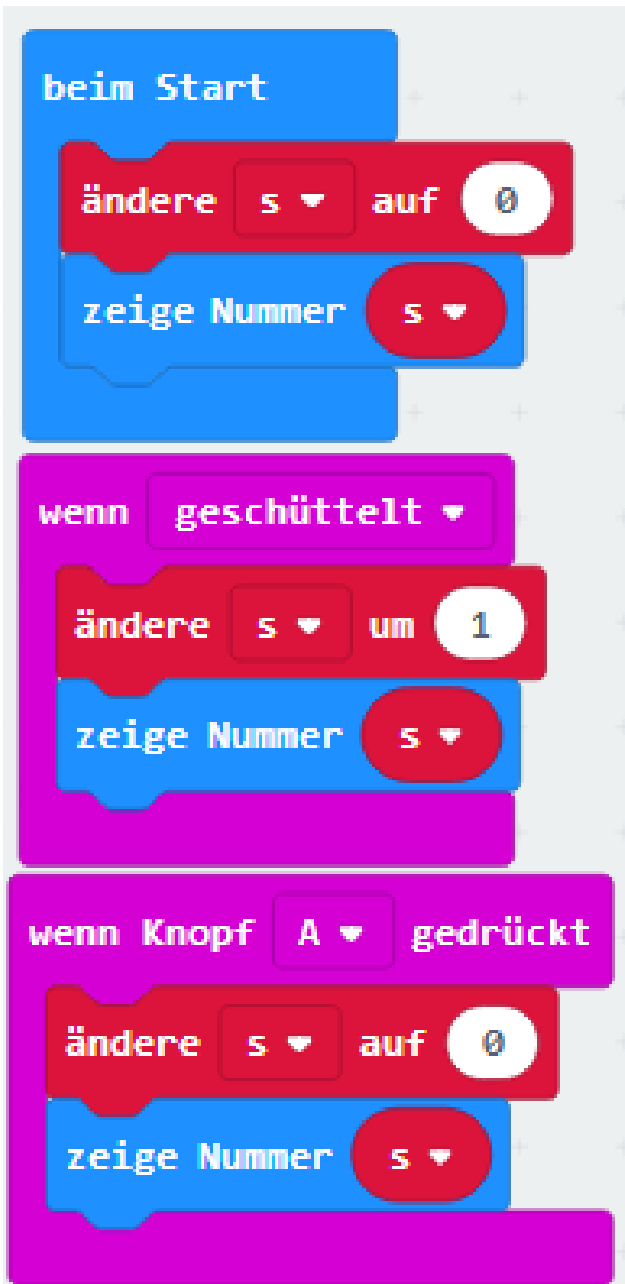 beim Start
ändere s auf 0
zeige Nummer s
wenn geschüttelt
ändere s um 1
zeige Nummer s
wenn Knopf A gedrückt
ändere s auf 0
zeige Nummer s